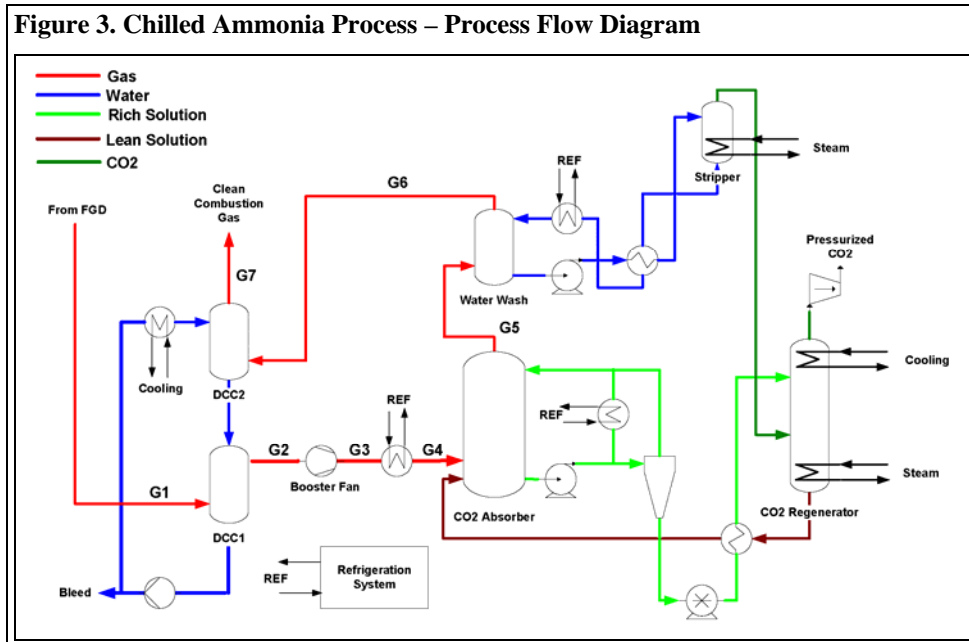 Figure 3. Chilled Ammonia Process – Process Flow Diagram
Gas
Water
Rich Solution
Lean Solution
CO2
From FGD
Clean
Combustion
Gas
G7
G6
REF
Stripper
Steam
Water Wash
Pressurized
CO2
Cooling
DCC2
G5
REF
G2
G3
G4
REF
Booster Fan
Cooling
Steam
G1
CO2 Absorber
CO2 Regenerator
DCC1
Bleed
REF
Refrigeration
System